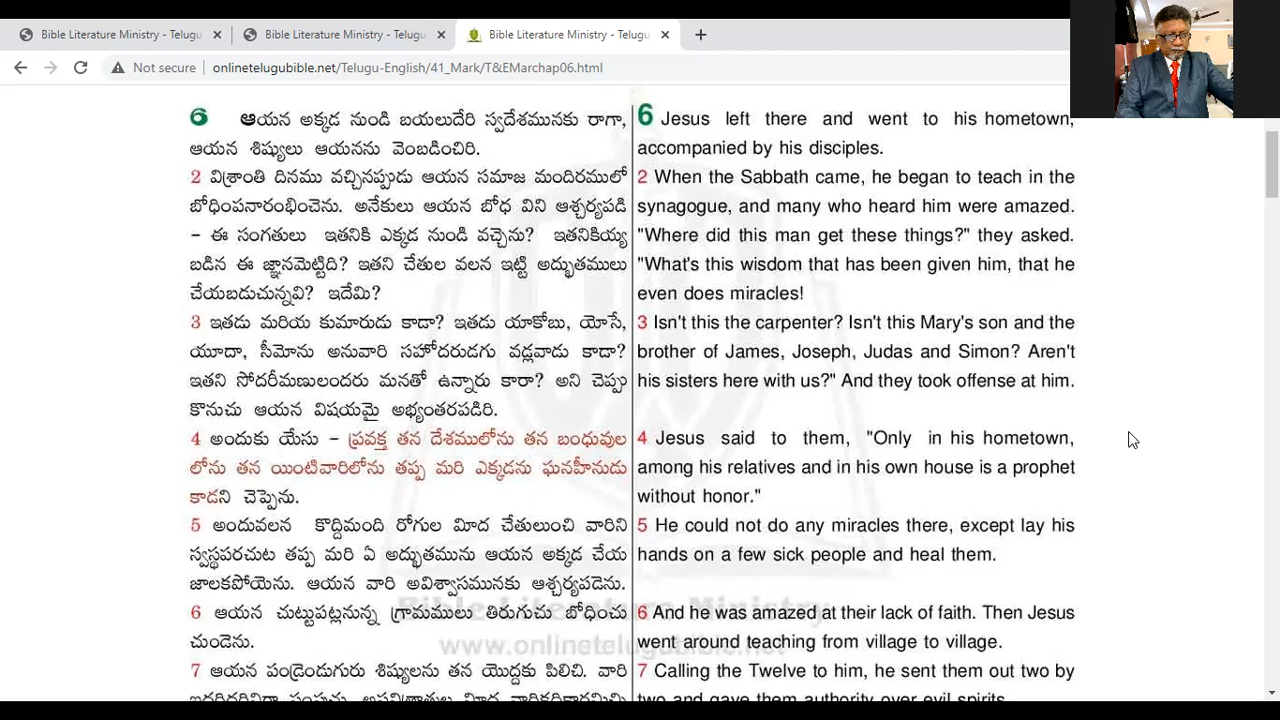 Bible Literature Ministry - Telugu
Bible Literature Ministry - Telugu
Bible Literature Ministry - Telugu
Not secure
onlinetelugubible.net/Telugu-English/41_Mark/T&EMarchap06.html
6 ఆయన అక్కడ నుండి బయలుదేరి స్వదేశమునకు రాగా,
ఆయన శిష్యులు ఆయనను వెంబడించిరి.
2 విశ్రాంతి దినము వచ్చినప్పుడు ఆయన సమాజ మందిరములో
బోధింపనారంభించెను. అనేకులు ఆయన బోధ విని ఆశ్చర్యపడి
– ఈ సంగతులు ఇతనికి ఎక్కడ నుండి వచ్చెను? ఇతనికియ్య
బడిన ఈ జ్ఞానమెట్టిది? ఇతని చేతుల వలన ఇట్టి అద్భుతములు
చేయబడుచున్నవి? ఇదేమి?
3 ఇతడు మరియ కుమారుడు కాడా? ఇతడు యాకోబు, యోసే,
యూదా, సీమోను అనువారి సహోదరుడగు వడ్లవాడు కాడా?
ఇతని సోదరీమణులందరు మనతో ఉన్నారు కారా? అని చెప్పు
కొనుచు ఆయన విషయమై అభ్యంతరపడిరి.
4 అందుకు యేసు – ప్రవక్త తన దేశములోను తన బంధువుల
లోను తన యింటివారిలోను తప్ప మరి ఎక్కడను ఘనహీనుడు
కాడని చెప్పెను.
5 అందువలన కొద్దిమంది రోగుల మీద చేతులుంచి వారిని
స్వస్థపరచుట తప్ప మరి ఏ అద్భుతమును ఆయన అక్కడ చేయ
జాలకపోయెను. ఆయన వారి అవిశ్వాసమునకు ఆశ్చర్యపడెను.
6 ఆయన చుట్టుపట్లనున్న గ్రామములు తిరుగుచు బోధించు
చుండెను.
7 ఆయన పండ్రెండుగురు శిష్యులను తన యొద్దకు పిలిచి. వారి
6 Jesus left there and went to his hometown,
accompanied by his disciples.
2 When the Sabbath came, he began to teach in the
synagogue, and many who heard him were amazed.
"Where did this man get these things?" they asked.
"What's this wisdom that has been given him, that he
even does miracles!
3 Isn't this the carpenter? Isn't this Mary's son and the
brother of James, Joseph, Judas and Simon? Aren't
his sisters here with us?" And they took offense at him.
4 Jesus said to them, "Only in his hometown,
among his relatives and in his own house is a prophet
without honor."
5 He could not do any miracles there, except lay his
hands on a few sick people and heal them.
6 And he was amazed at their lack of faith. Then Jesus
went around teaching from village to village.
7 Calling the Twelve to him, he sent them out two by
two and gave them authority over evil spirits.
Bible Literature Ministry
www.onlinetelugubible.net